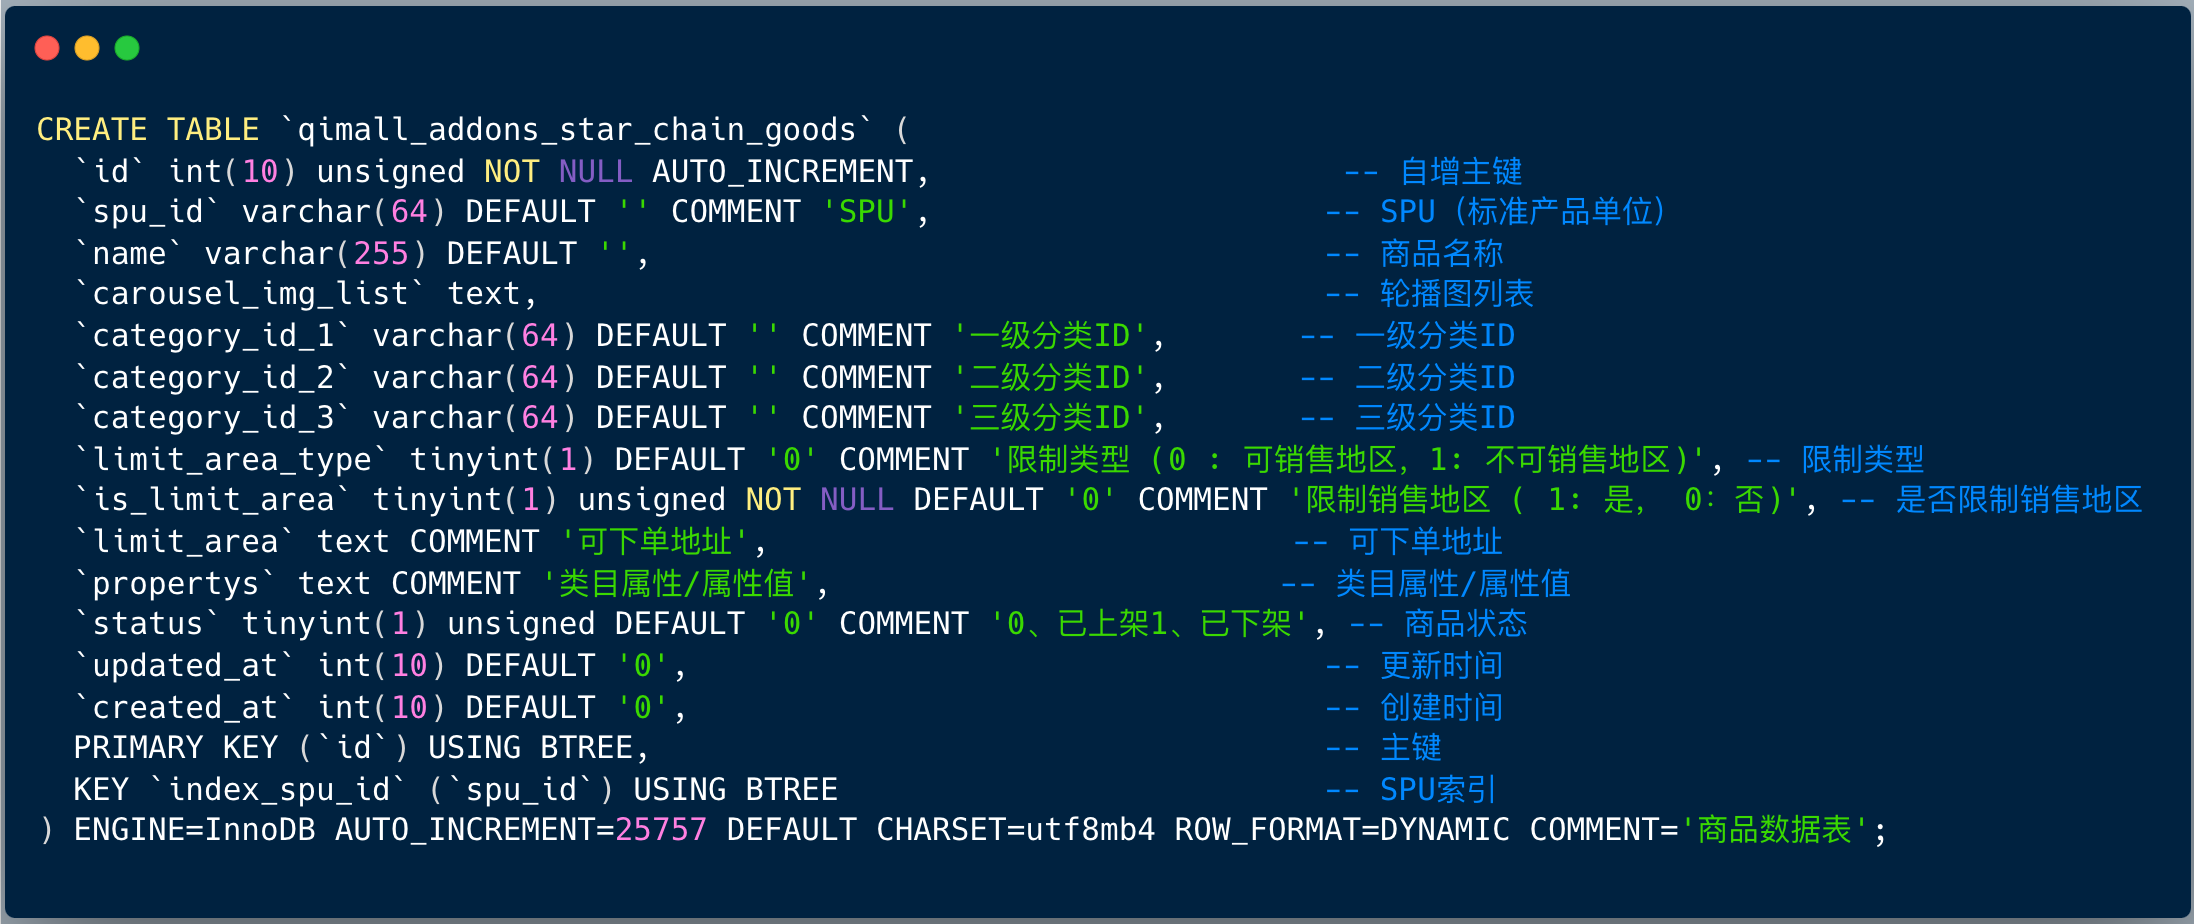 CREATE TABLE `qimall_addons_star_chain_goods` (
`id` int(10) unsigned NOT NULL AUTO_INCREMENT, -- 自增主键
`spu_id` varchar(64) DEFAULT '' COMMENT 'SPU', -- SPU（标准产品单位）
`name` varchar(255) DEFAULT '', -- 商品名称
`carousel_img_list` text, -- 轮播图列表
`category_id_1` varchar(64) DEFAULT '' COMMENT '一级分类ID', -- 一级分类ID
`category_id_2` varchar(64) DEFAULT '' COMMENT '二级分类ID', -- 二级分类ID
`category_id_3` varchar(64) DEFAULT '' COMMENT '三级分类ID', -- 三级分类ID
`limit_area_type` tinyint(1) DEFAULT '0' COMMENT '限制类型 (0 : 可销售地区, 1: 不可销售地区)', -- 限制类型
`is_limit_area` tinyint(1) unsigned NOT NULL DEFAULT '0' COMMENT '限制销售地区 ( 1: 是， 0: 否)', -- 是否限制销售地区
`limit_area` text COMMENT '可下单地址', -- 可下单地址
`propertys` text COMMENT '类目属性/属性值', -- 类目属性/属性值
`status` tinyint(1) unsigned DEFAULT '0' COMMENT '0、已上架1、已下架', -- 商品状态
`updated_at` int(10) DEFAULT '0', -- 更新时间
`created_at` int(10) DEFAULT '0', -- 创建时间
PRIMARY KEY (`id`) USING BTREE, -- 主键
KEY `index_spu_id` (`spu_id`) USING BTREE -- SPU索引
) ENGINE=InnoDB AUTO_INCREMENT=25757 DEFAULT CHARSET=utf8mb4 ROW_FORMAT=DYNAMIC COMMENT='商品数据表';